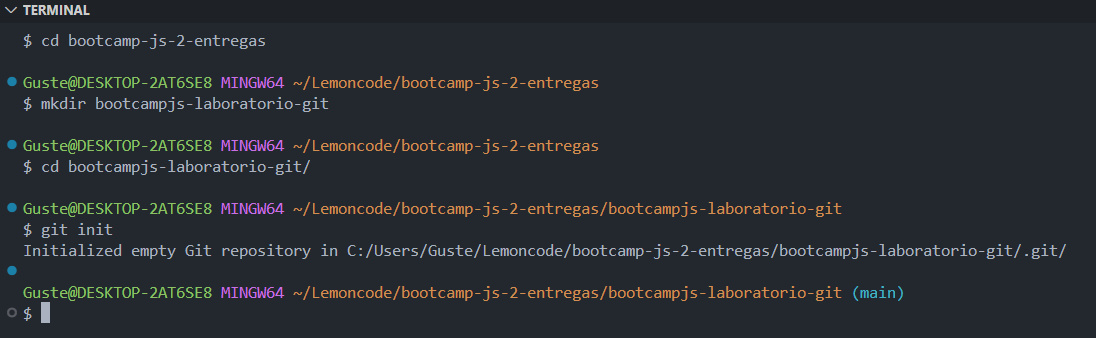 TERMINAL
$ cd bootcamp-js-2-entregas
Guste@DESKTOP-2AT6SE8 MINGW64 ~/Lemoncode/bootcamp-js-2-entregas
$ mkdir bootcampjs-laboratorio-git
Guste@DESKTOP-2AT6SE8 MINGW64 ~/Lemoncode/bootcamp-js-2-entregas
$ cd bootcampjs-laboratorio-git/
Guste@DESKTOP-2AT6SE8 MINGW64 ~/Lemoncode/bootcamp-js-2-entregas/bootcampjs-laboratorio-git
$ git init
Initialized empty Git repository in C:/Users/Guste/Lemoncode/bootcamp-js-2-entregas/bootcampjs-laboratorio-git/.git/
Guste@DESKTOP-2AT6SE8 MINGW64 ~/Lemoncode/bootcamp-js-2-entregas/bootcampjs-laboratorio-git (main)
$